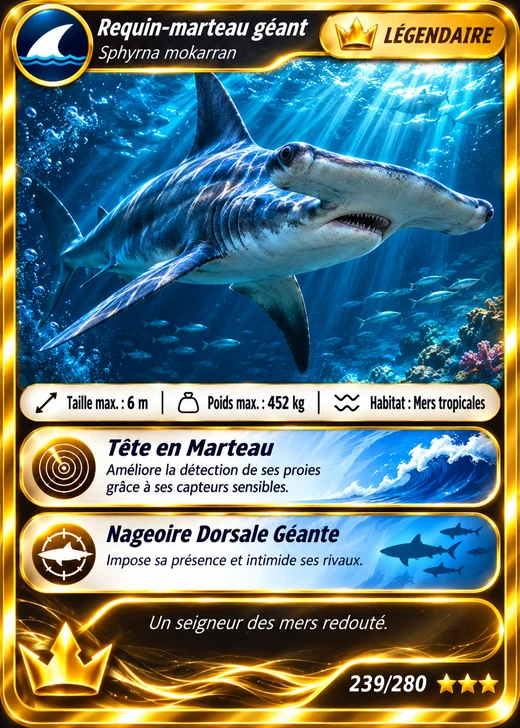 Requin-marteau géant
Sphyrna mokarran
LÉGENDAIRE
Taille max. : 6 m
Poids max. : 452 kg
Habitat : Mers tropicales
Tête en Marteau
Améliore la détection de ses proies
grâce à ses capteurs sensibles.
Nageoire Dorsale Géante
Impose sa présence et intimide ses rivaux.
Un seigneur des mers redouté.
239/280